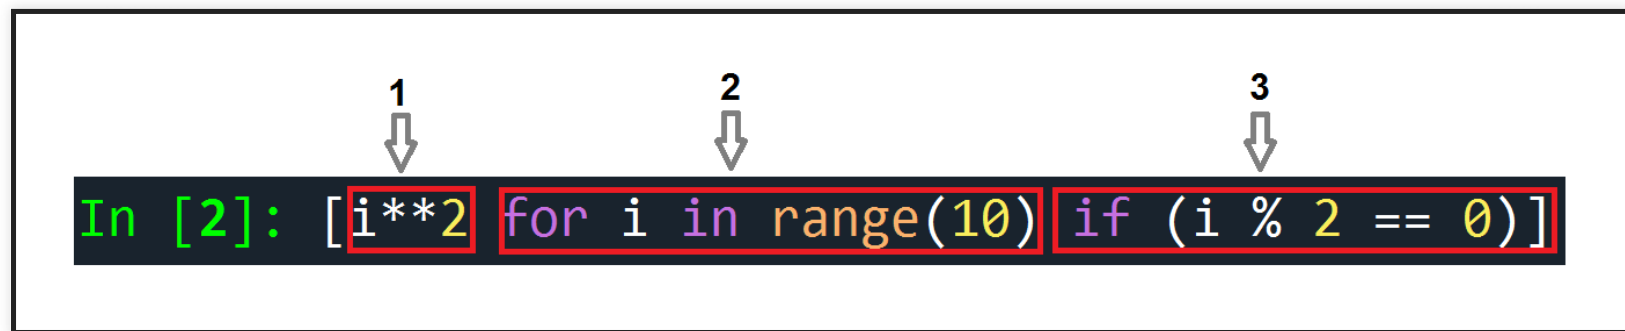 1 2 3
In [2]: [i**2 for i in range(10) if (i % 2 == 0)]